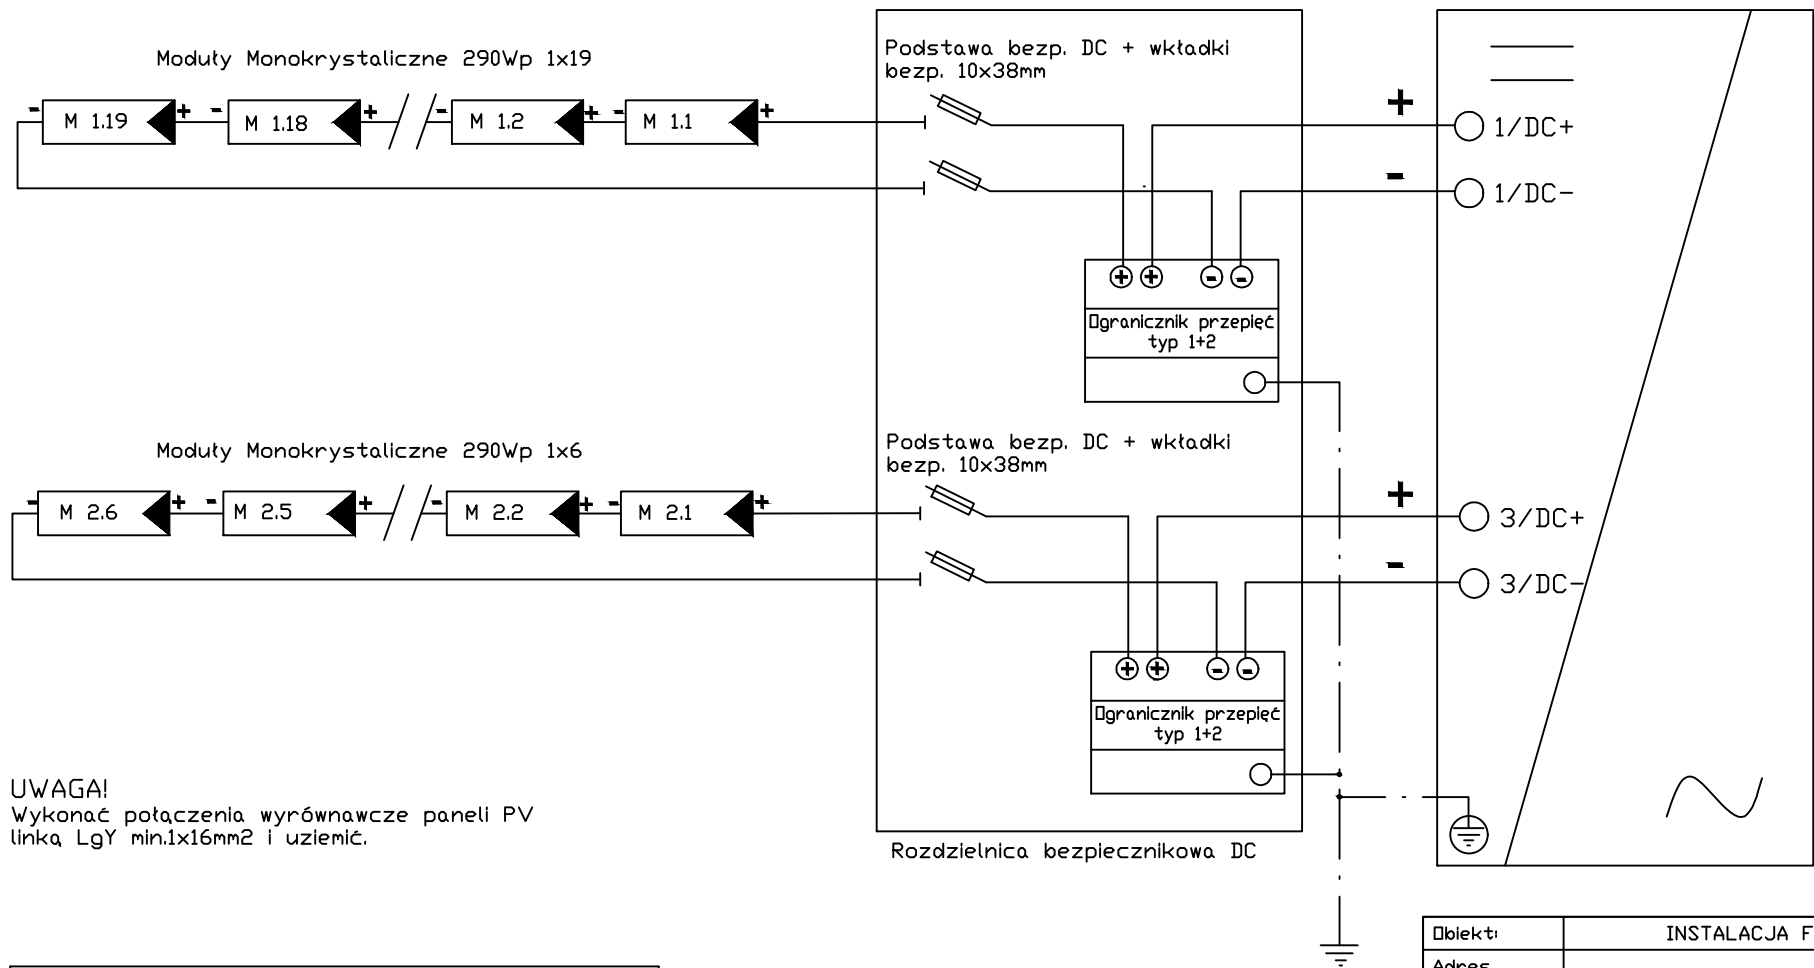 Moduły Monokrystaliczne 290Wp 1x19
- M 1.19 + - M 1.18 + - M 1.2 + - M 1.1 +
Podstawa bezp. DC + wkładki
bezp. 10x38mm
+
1/DC+
-
1/DC-
+ + - -
Ogranicznik przepięć
typ 1+2
Moduły Monokrystaliczne 290Wp 1x6
- M 2.6 + - M 2.5 + - M 2.2 + - M 2.1 +
Podstawa bezp. DC + wkładki
bezp. 10x38mm
+
3/DC+
-
3/DC-
+ + - -
Ogranicznik przepięć
typ 1+2
UWAGA!
Wykonać połączenia wyrównawcze paneli PV
linką LgY min.1x16mm2 i uziemić.
Rozdzielnica bezpiecznikowa DC
Obiekt: INSTALACJA F
Adres